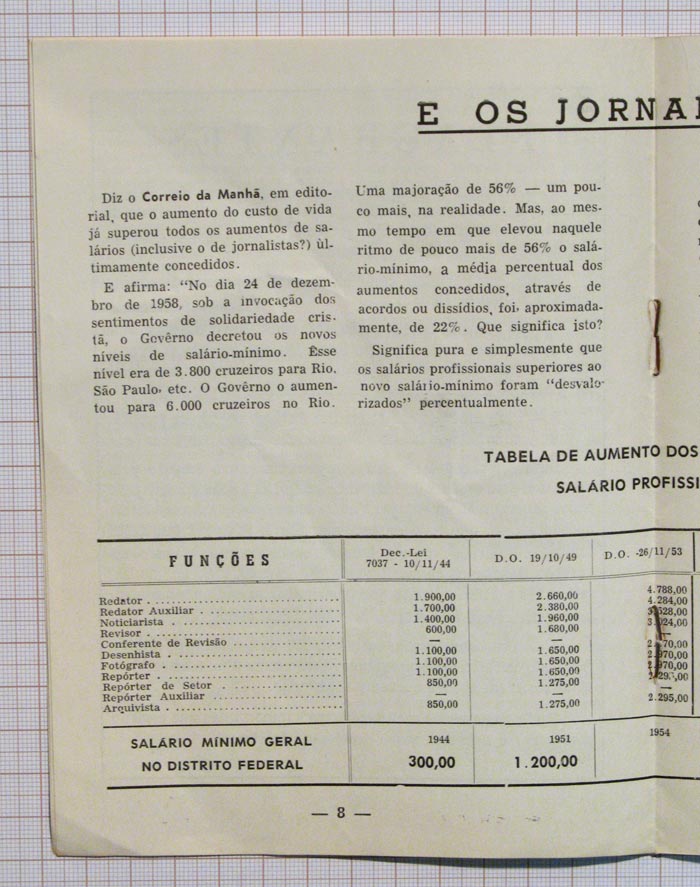 E OS JORNA
Diz o Correio da Manhã, em edito-
rial, que o aumento do custo de vida
já superou todos os aumentos de sa-
lários (inclusive o de jornalistas?) ùl-
timamente concedidos.
E afirma: "No dia 24 de dezem-
bro de 1958, sob a invocação dos
sentimentos de solidariedade cris-
tã, o Govêrno decretou os novos
níveis de salário-mínimo. Êsse
nível era de 3.800 cruzeiros para Rio,
São Paulo, etc. O Govêrno o aumen-
tou para 6.000 cruzeiros no Rio.
Uma majoração de 56% — um pou-
co mais, na realidade. Mas, ao mes-
mo tempo em que elevou naquele
ritmo de pouco mais de 56% o salá-
rio-mínimo, a média percentual dos
aumentos concedidos, através de
acordos ou dissídios, foi, aproximada-
mente, de 22%. Que significa isto?
Significa pura e simplesmente que
os salários profissionais superiores ao
novo salário-mínimo foram "desvalo-
rizados" percentualmente.
TABELA DE AUMENTO DOS
SALÁRIO PROFISSI
FUNÇÕES Dec.-Lei 7037 - 10/11/44 D.O. 19/10/49 D.O. -26/11/53
Redator 1.900,00 2.660,00 4.788,00
Redator Auxiliar 1.700,00 2.380,00 4.284,00
Noticiarista 1.400,00 1.960,00
Revisor 600,00 1.680,00
Conferente de Revisão — —
Desenhista 1.100,00 1.650,00
Fotógrafo 1.100,00 1.650,00
Repórter 1.100,00 1.650,00
Repórter de Setor 850,00 1.275,00
Repórter Auxiliar — — —
Arquivista 850,00 1.275,00 2.295,00
SALÁRIO MÍNIMO GERAL 1944 1951 1954
NO DISTRITO FEDERAL 300,00 1.200,00
— 8 —